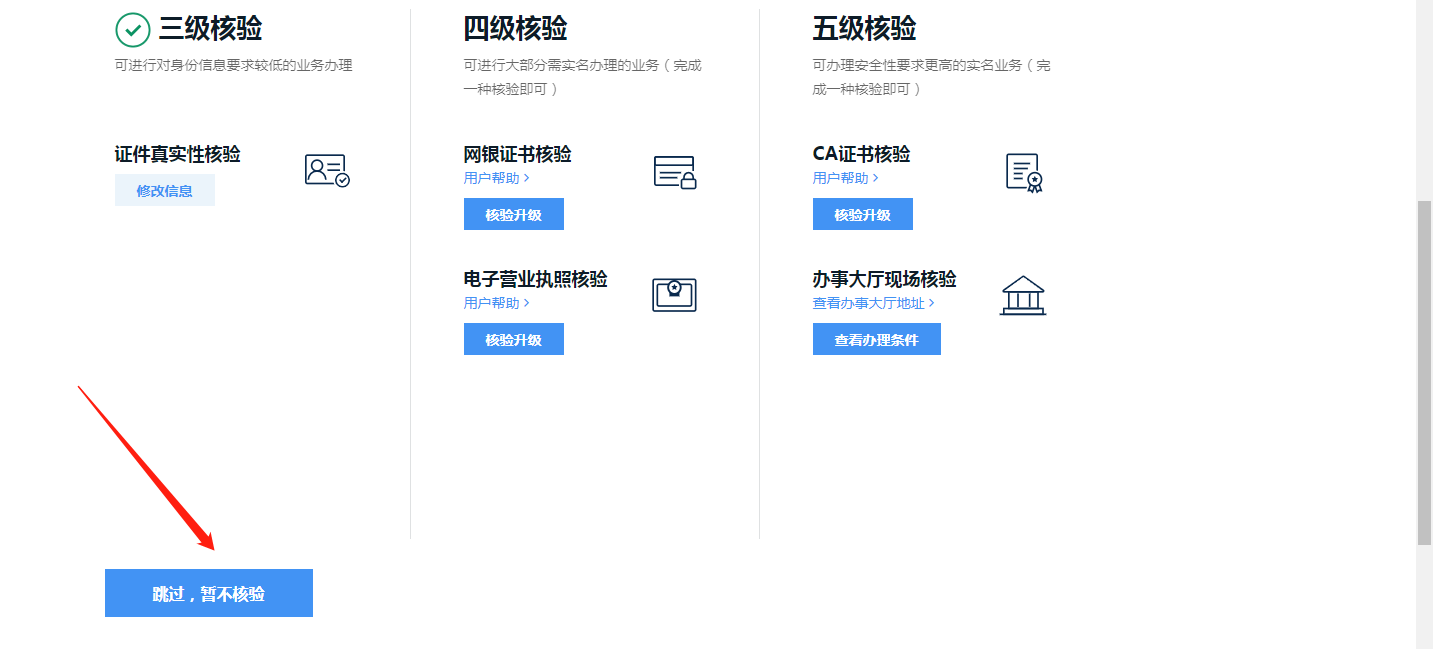 三级核验
可进行对身份信息要求较低的业务办理
证件真实性核验
修改信息
四级核验
可进行大部分需实名办理的业务（完成
一种核验即可）
网银证书核验
用户帮助 >
核验升级
电子营业执照核验
用户帮助 >
核验升级
五级核验
可办理安全性要求更高的实名业务（完
成一种核验即可）
CA证书核验
用户帮助 >
核验升级
办事大厅现场核验
查看办事大厅地址 >
查看办理条件
跳过，暂不核验